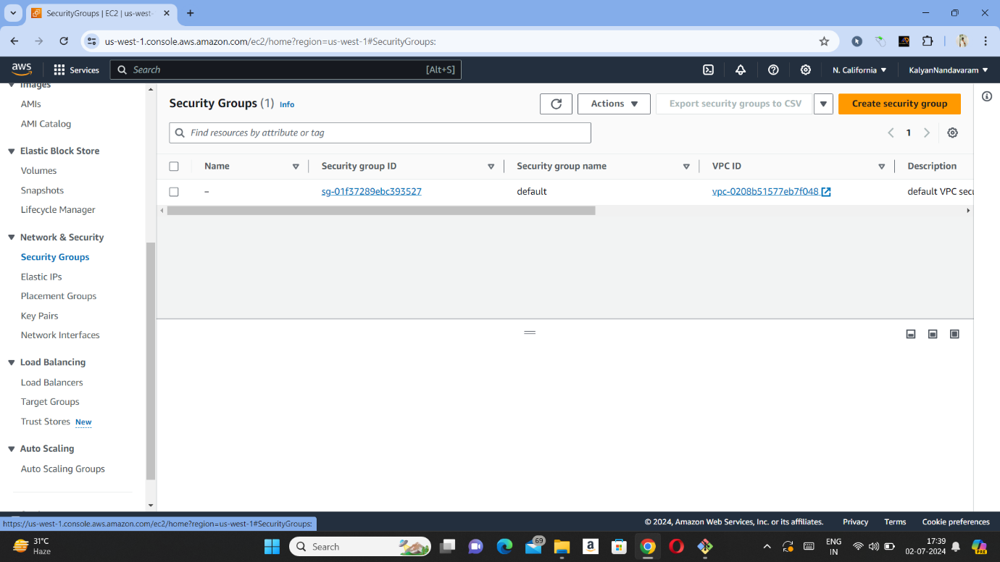 SecurityGroups | EC2 | us-west-
us-west-1.console.aws.amazon.com/ec2/home?region=us-west-1#SecurityGroups:
aws
Services
Search
[Alt+S]
N. California
KalyanNandavaram
Images
AMIs
AMI Catalog
Elastic Block Store
Volumes
Snapshots
Lifecycle Manager
Network & Security
Security Groups
Elastic IPs
Placement Groups
Key Pairs
Network Interfaces
Load Balancing
Load Balancers
Target Groups
Trust Stores New
Auto Scaling
Auto Scaling Groups
Security Groups (1) Info
Actions
Export security groups to CSV
Create security group
Find resources by attribute or tag
1
Name Security group ID Security group name VPC ID Description
– sg-01f37289ebc393527 default vpc-0208b51577eb7f048 default VPC secu
https://us-west-1.console.aws.amazon.com/ec2/home?region=us-west-1#SecurityGroups:
© 2024, Amazon Web Services, Inc. or its affiliates.
Privacy
Terms
Cookie preferences
31°C
Haze
Search
69
a
ENG
IN
17:39
02-07-2024
PRE